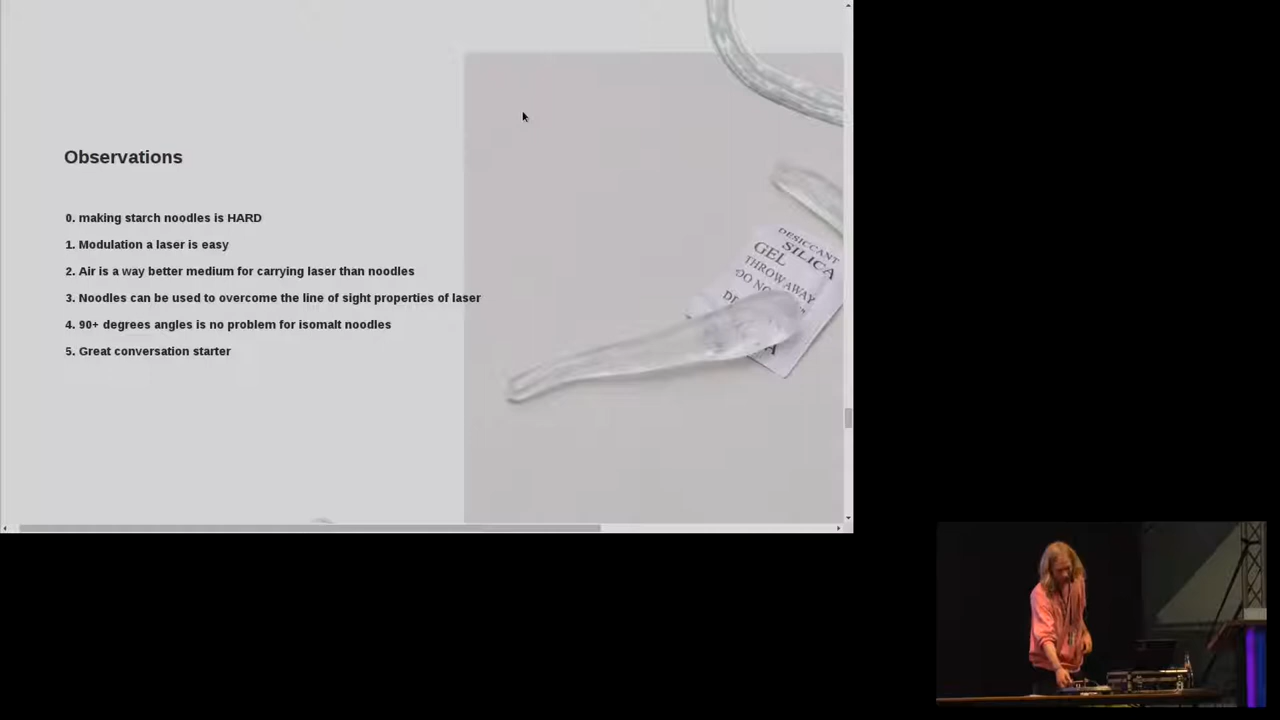 Observations
0. making starch noodles is HARD
1. Modulation a laser is easy
2. Air is a way better medium for carrying laser than noodles
3. Noodles can be used to overcome the line of sight properties of laser
4. 90+ degrees angles is no problem for isomalt noodles
5. Great conversation starter
DESICCANT
SILICA
GEL
THROW AWAY
DO NO